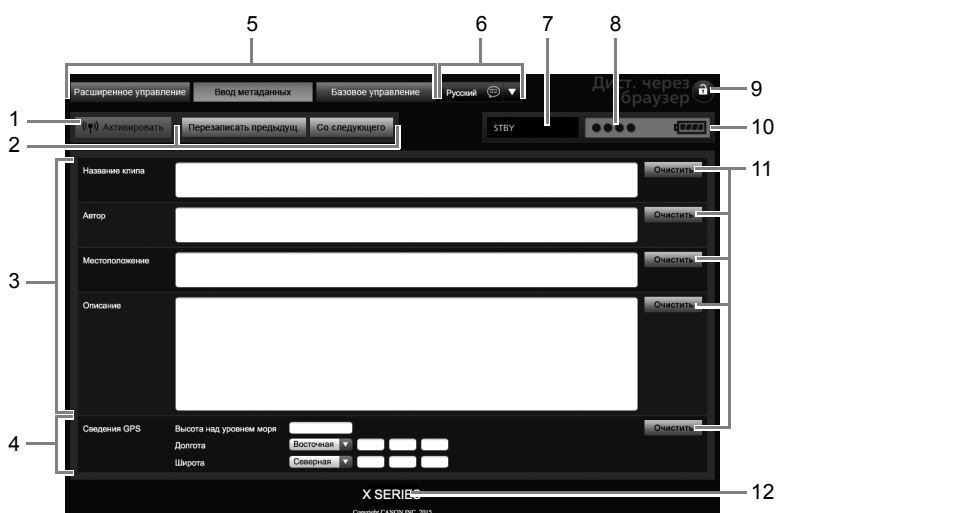 5 6 7 8
Расширенное управление Ввод метаданных Базовое управление Русский Дист. через браузер 9
1 Активировать Перезаписать предыдущ. Со следующего STBY 10
2
Название клипа Очистить 11
Автор Очистить
Местоположение Очистить
3
Описание Очистить
4
Сведения GPS Высота над уровнем моря Очистить
Долгота Восточная
Широта Северная
X SERIES 12
Copyright CANON INC. 2015